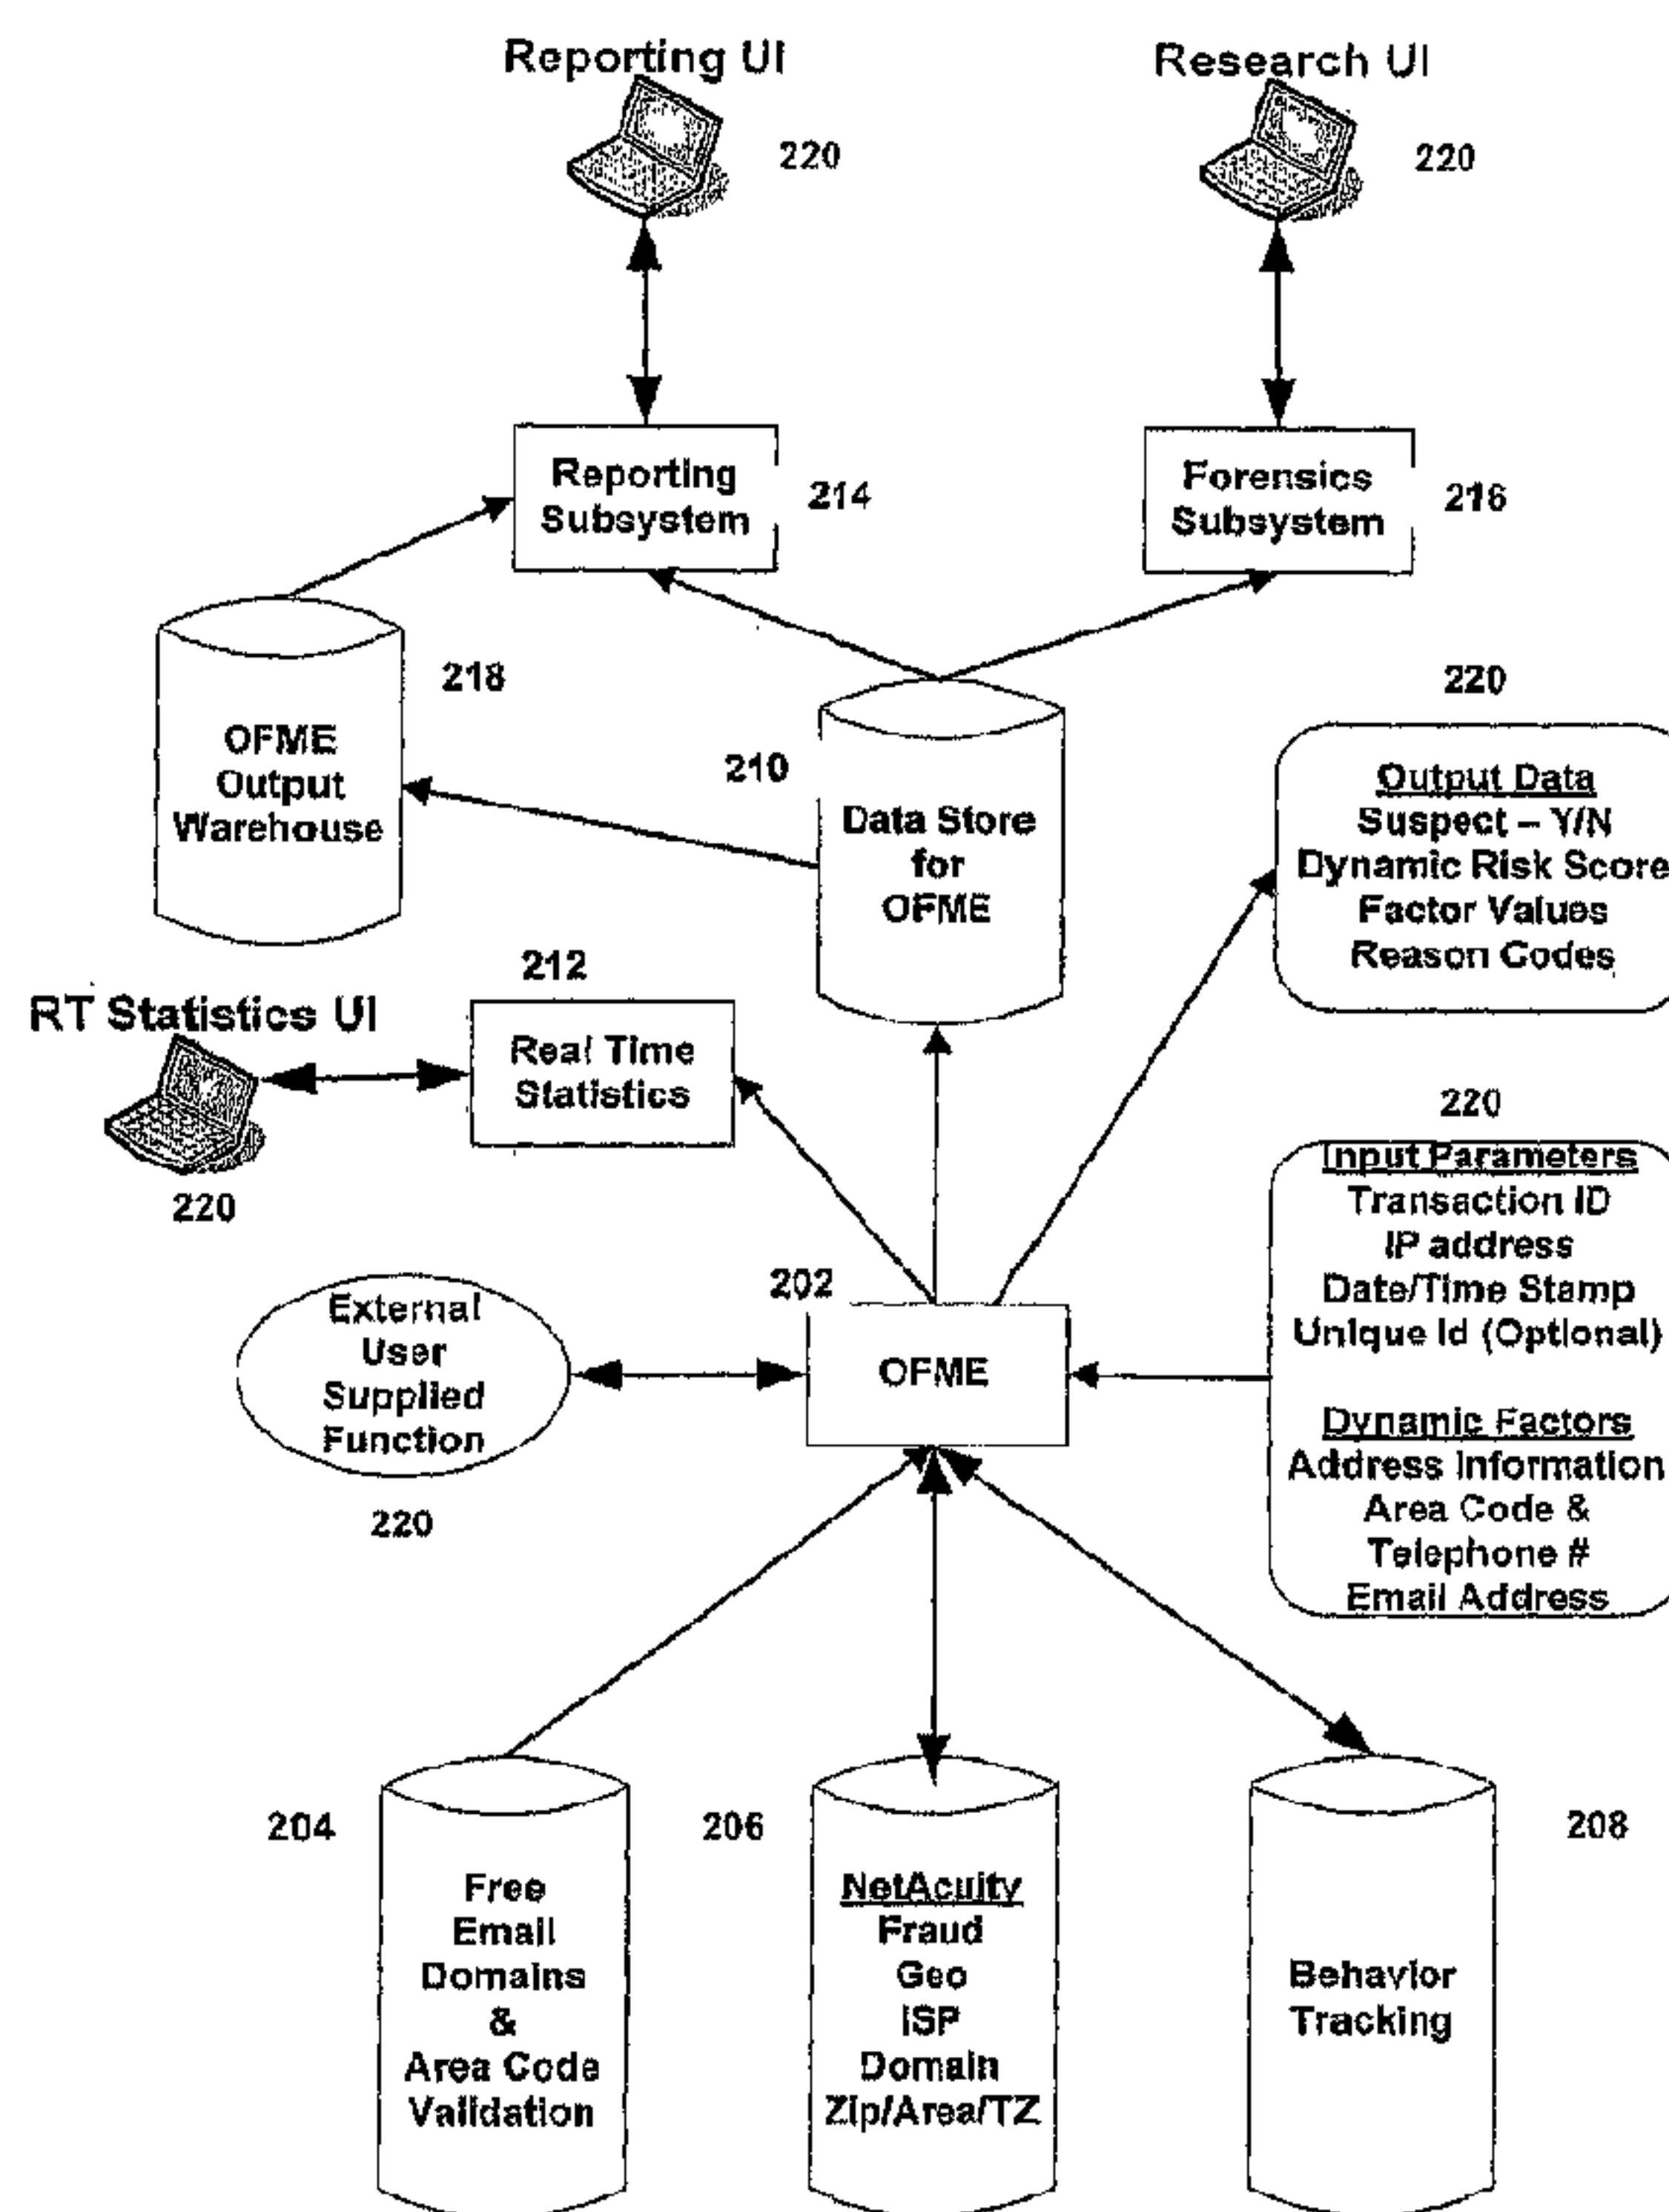 Reporting UI
Research UI
220
220
Reporting
Subsystem
214
Forensics
Subsystem
216
218
OFME
Output
Warehouse
210
Data Store
for
OFME
220
Output Data
Suspect – Y/N
Dynamic Risk Score
Factor Values
Reason Codes
212
RT Statistics UI
Real Time
Statistics
220
220
Input Parameters
Transaction ID
IP address
Date/Time Stamp
Unique Id (Optional)
Dynamic Factors
Address Information
Area Code &
Telephone #
Email Address
202
OFME
External
User
Supplied
Function
220
204
Free
Email
Domains
&
Area Code
Validation
206
NetAcuity
Fraud
Geo
ISP
Domain
Zip/Area/TZ
208
Behavior
Tracking